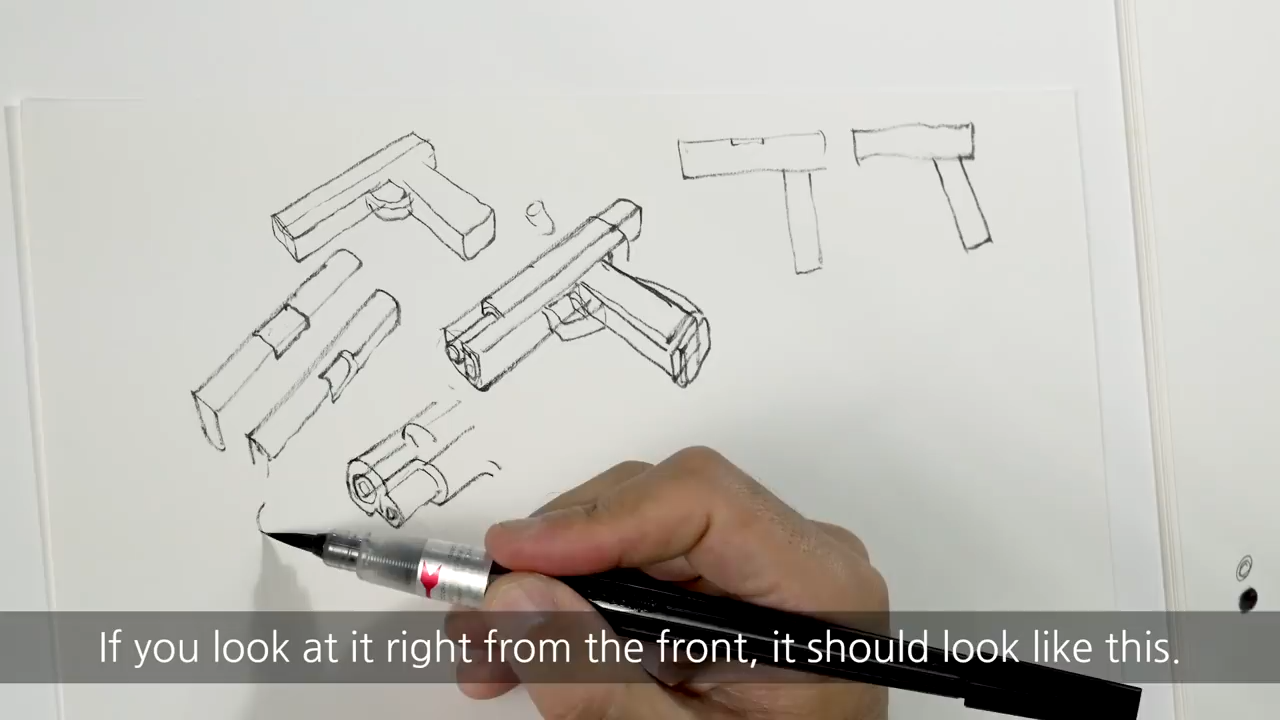 If you look at it right from the front, it should look like this.